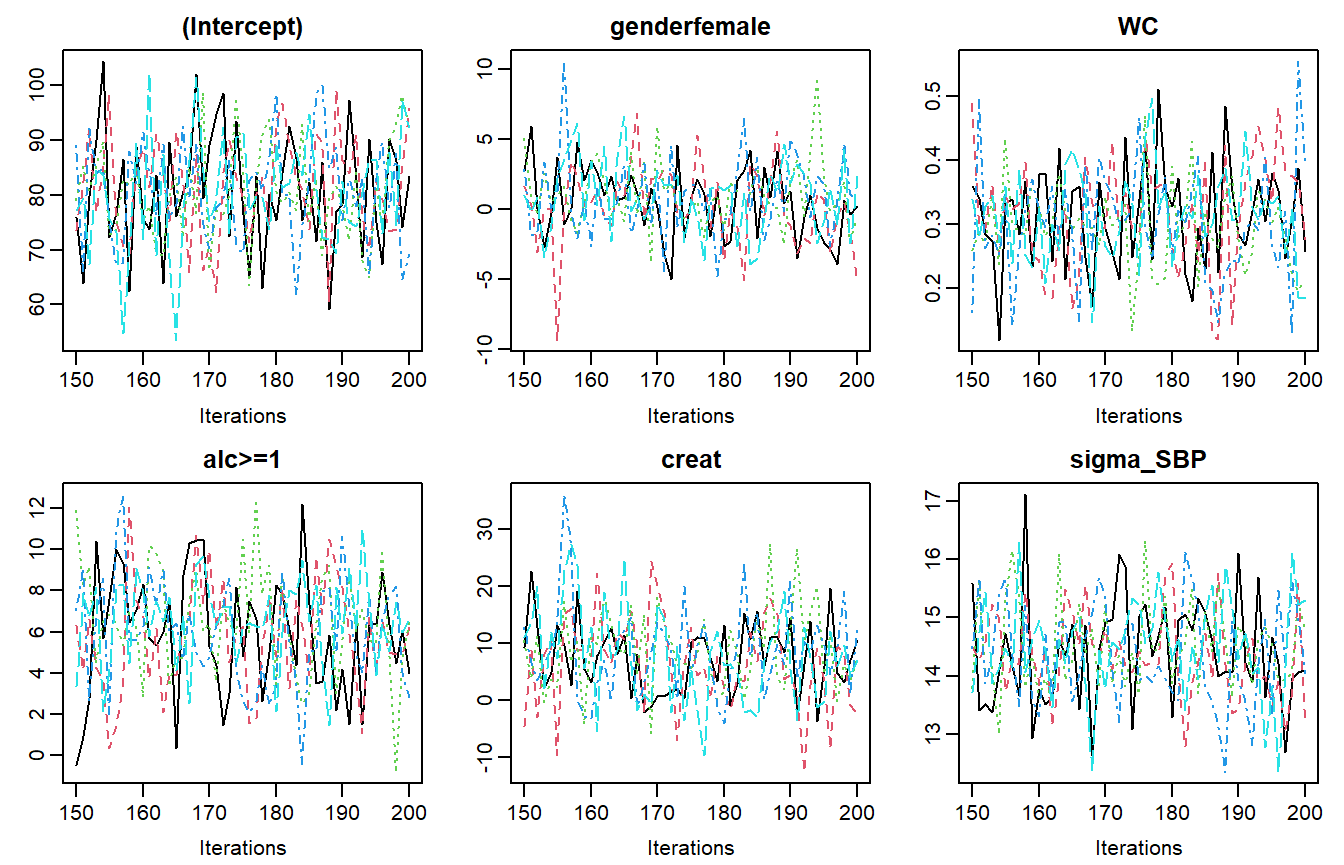 (Intercept)
100
90
80
70
60
150 160 170 180 190 200
Iterations
genderfemale
10
5
0
-5
-10
150 160 170 180 190 200
Iterations
WC
0.5
0.4
0.3
0.2
150 160 170 180 190 200
Iterations
alc>=1
12
10
8
6
4
2
0
150 160 170 180 190 200
Iterations
creat
30
20
10
0
-10
150 160 170 180 190 200
Iterations
sigma_SBP
17
16
15
14
13
150 160 170 180 190 200
Iterations